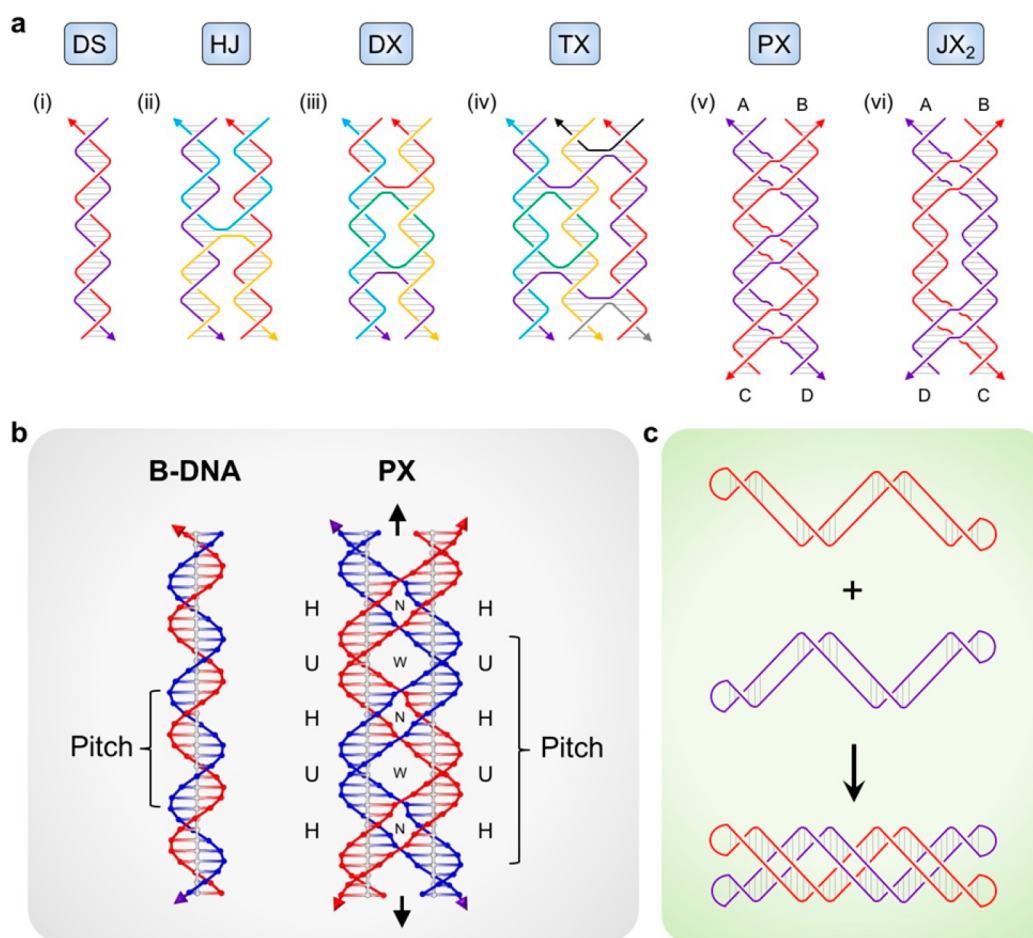 a
DS HJ DX TX PX JX₂
(i) (ii) (iii) (iv) (v) A B (vi) A B
C D D C
b
B-DNA PX
H N H
U W U
H N H
Pitch Pitch
U W U
H N H
c
+